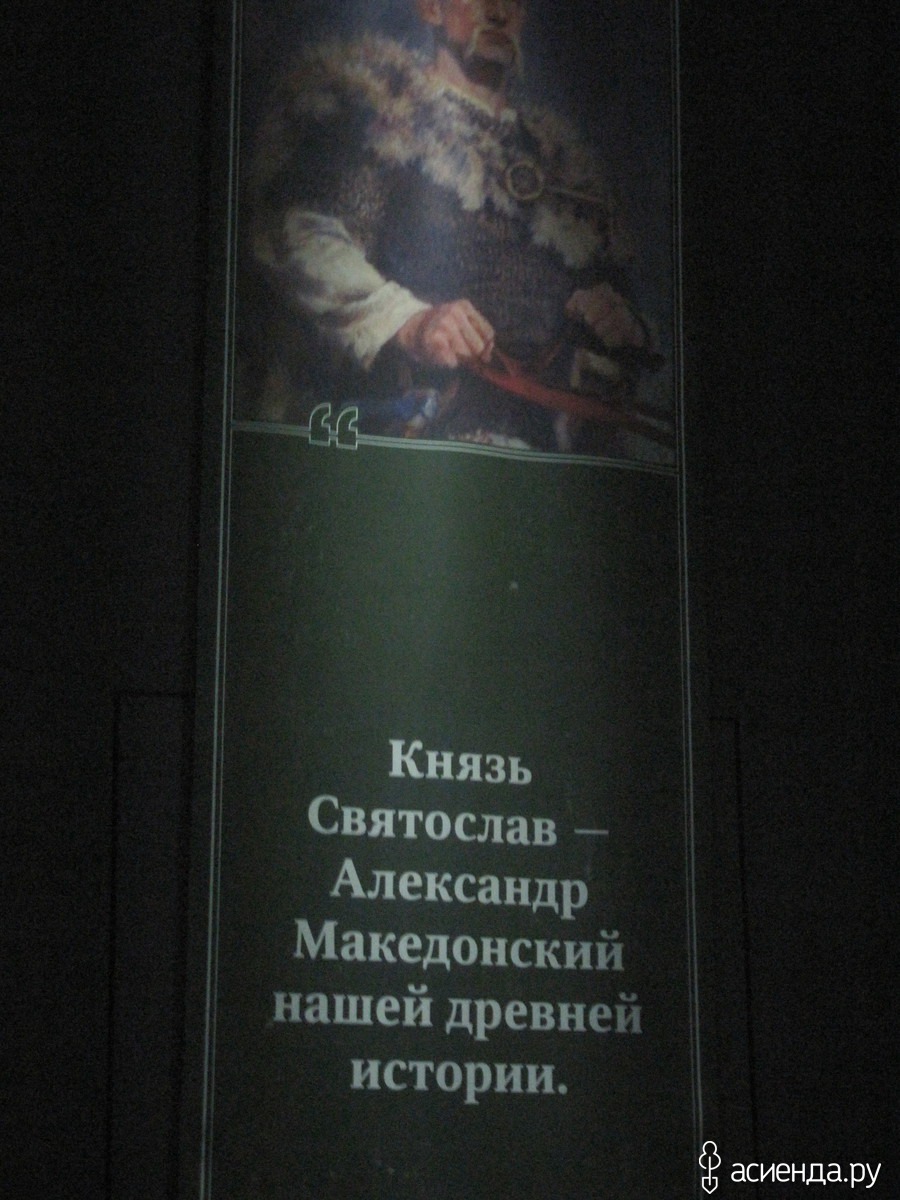 “
Князь
Святослав —
Александр
Македонский
нашей древней
истории.
асиенда.ру